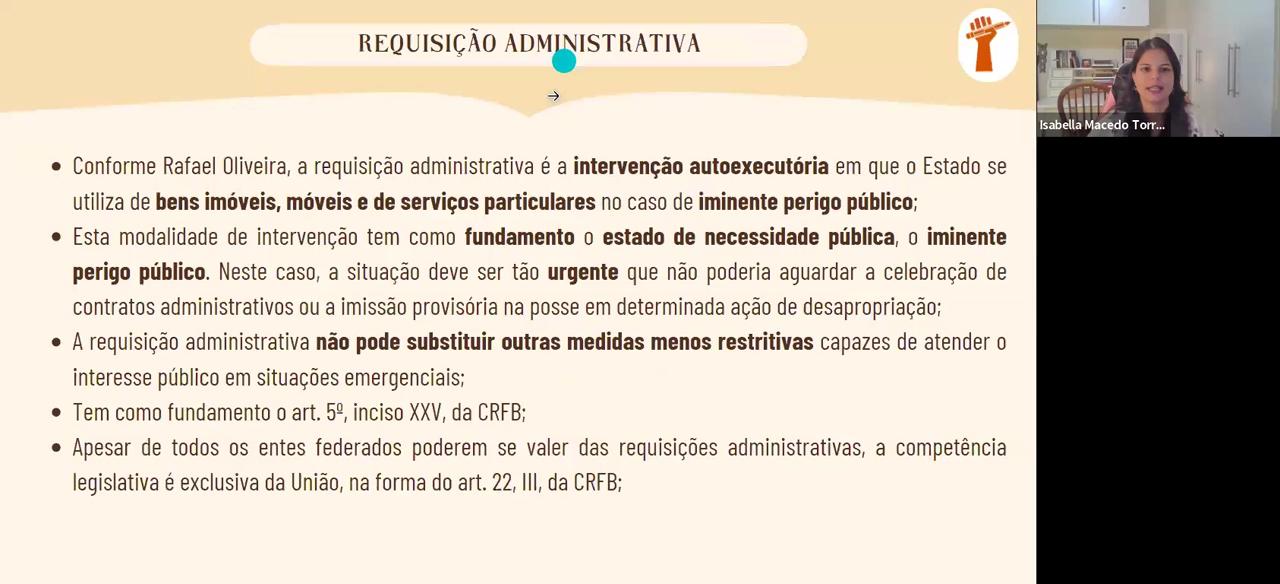 REQUISIÇÃO ADMINISTRATIVA
Isabella Macedo Torr...
Conforme Rafael Oliveira, a requisição administrativa é a intervenção autoexecutória em que o Estado se
utiliza de bens imóveis, móveis e de serviços particulares no caso de iminente perigo público;
Esta modalidade de intervenção tem como fundamento o estado de necessidade pública, o iminente
perigo público. Neste caso, a situação deve ser tão urgente que não poderia aguardar a celebração de
contratos administrativos ou a imissão provisória na posse em determinada ação de desapropriação;
A requisição administrativa não pode substituir outras medidas menos restritivas capazes de atender o
interesse público em situações emergenciais;
Tem como fundamento o art. 5º, inciso XXV, da CRFB;
Apesar de todos os entes federados poderem se valer das requisições administrativas, a competência
legislativa é exclusiva da União, na forma do art. 22, III, da CRFB;